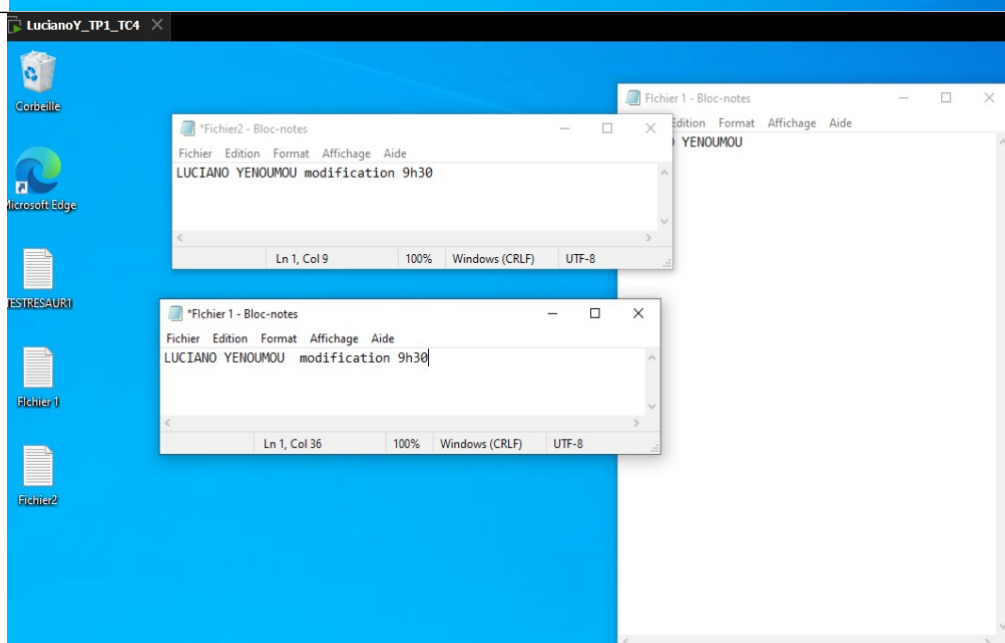 LucianoY_TP1_TC4
Corbeille
Microsoft Edge
TESTRESAUR1
FIchier 1
Fichier2
*Fichier2 - Bloc-notes
Fichier Edition Format Affichage Aide
LUCIANO YENOUMOU modification 9h30
Ln 1, Col 9 100% Windows (CRLF) UTF-8
*FIchier 1 - Bloc-notes
Fichier Edition Format Affichage Aide
LUCIANO YENOUMOU  modification 9h30
Ln 1, Col 36 100% Windows (CRLF) UTF-8
FIchier 1 - Bloc-notes
Edition Format Affichage Aide
YENOUMOU